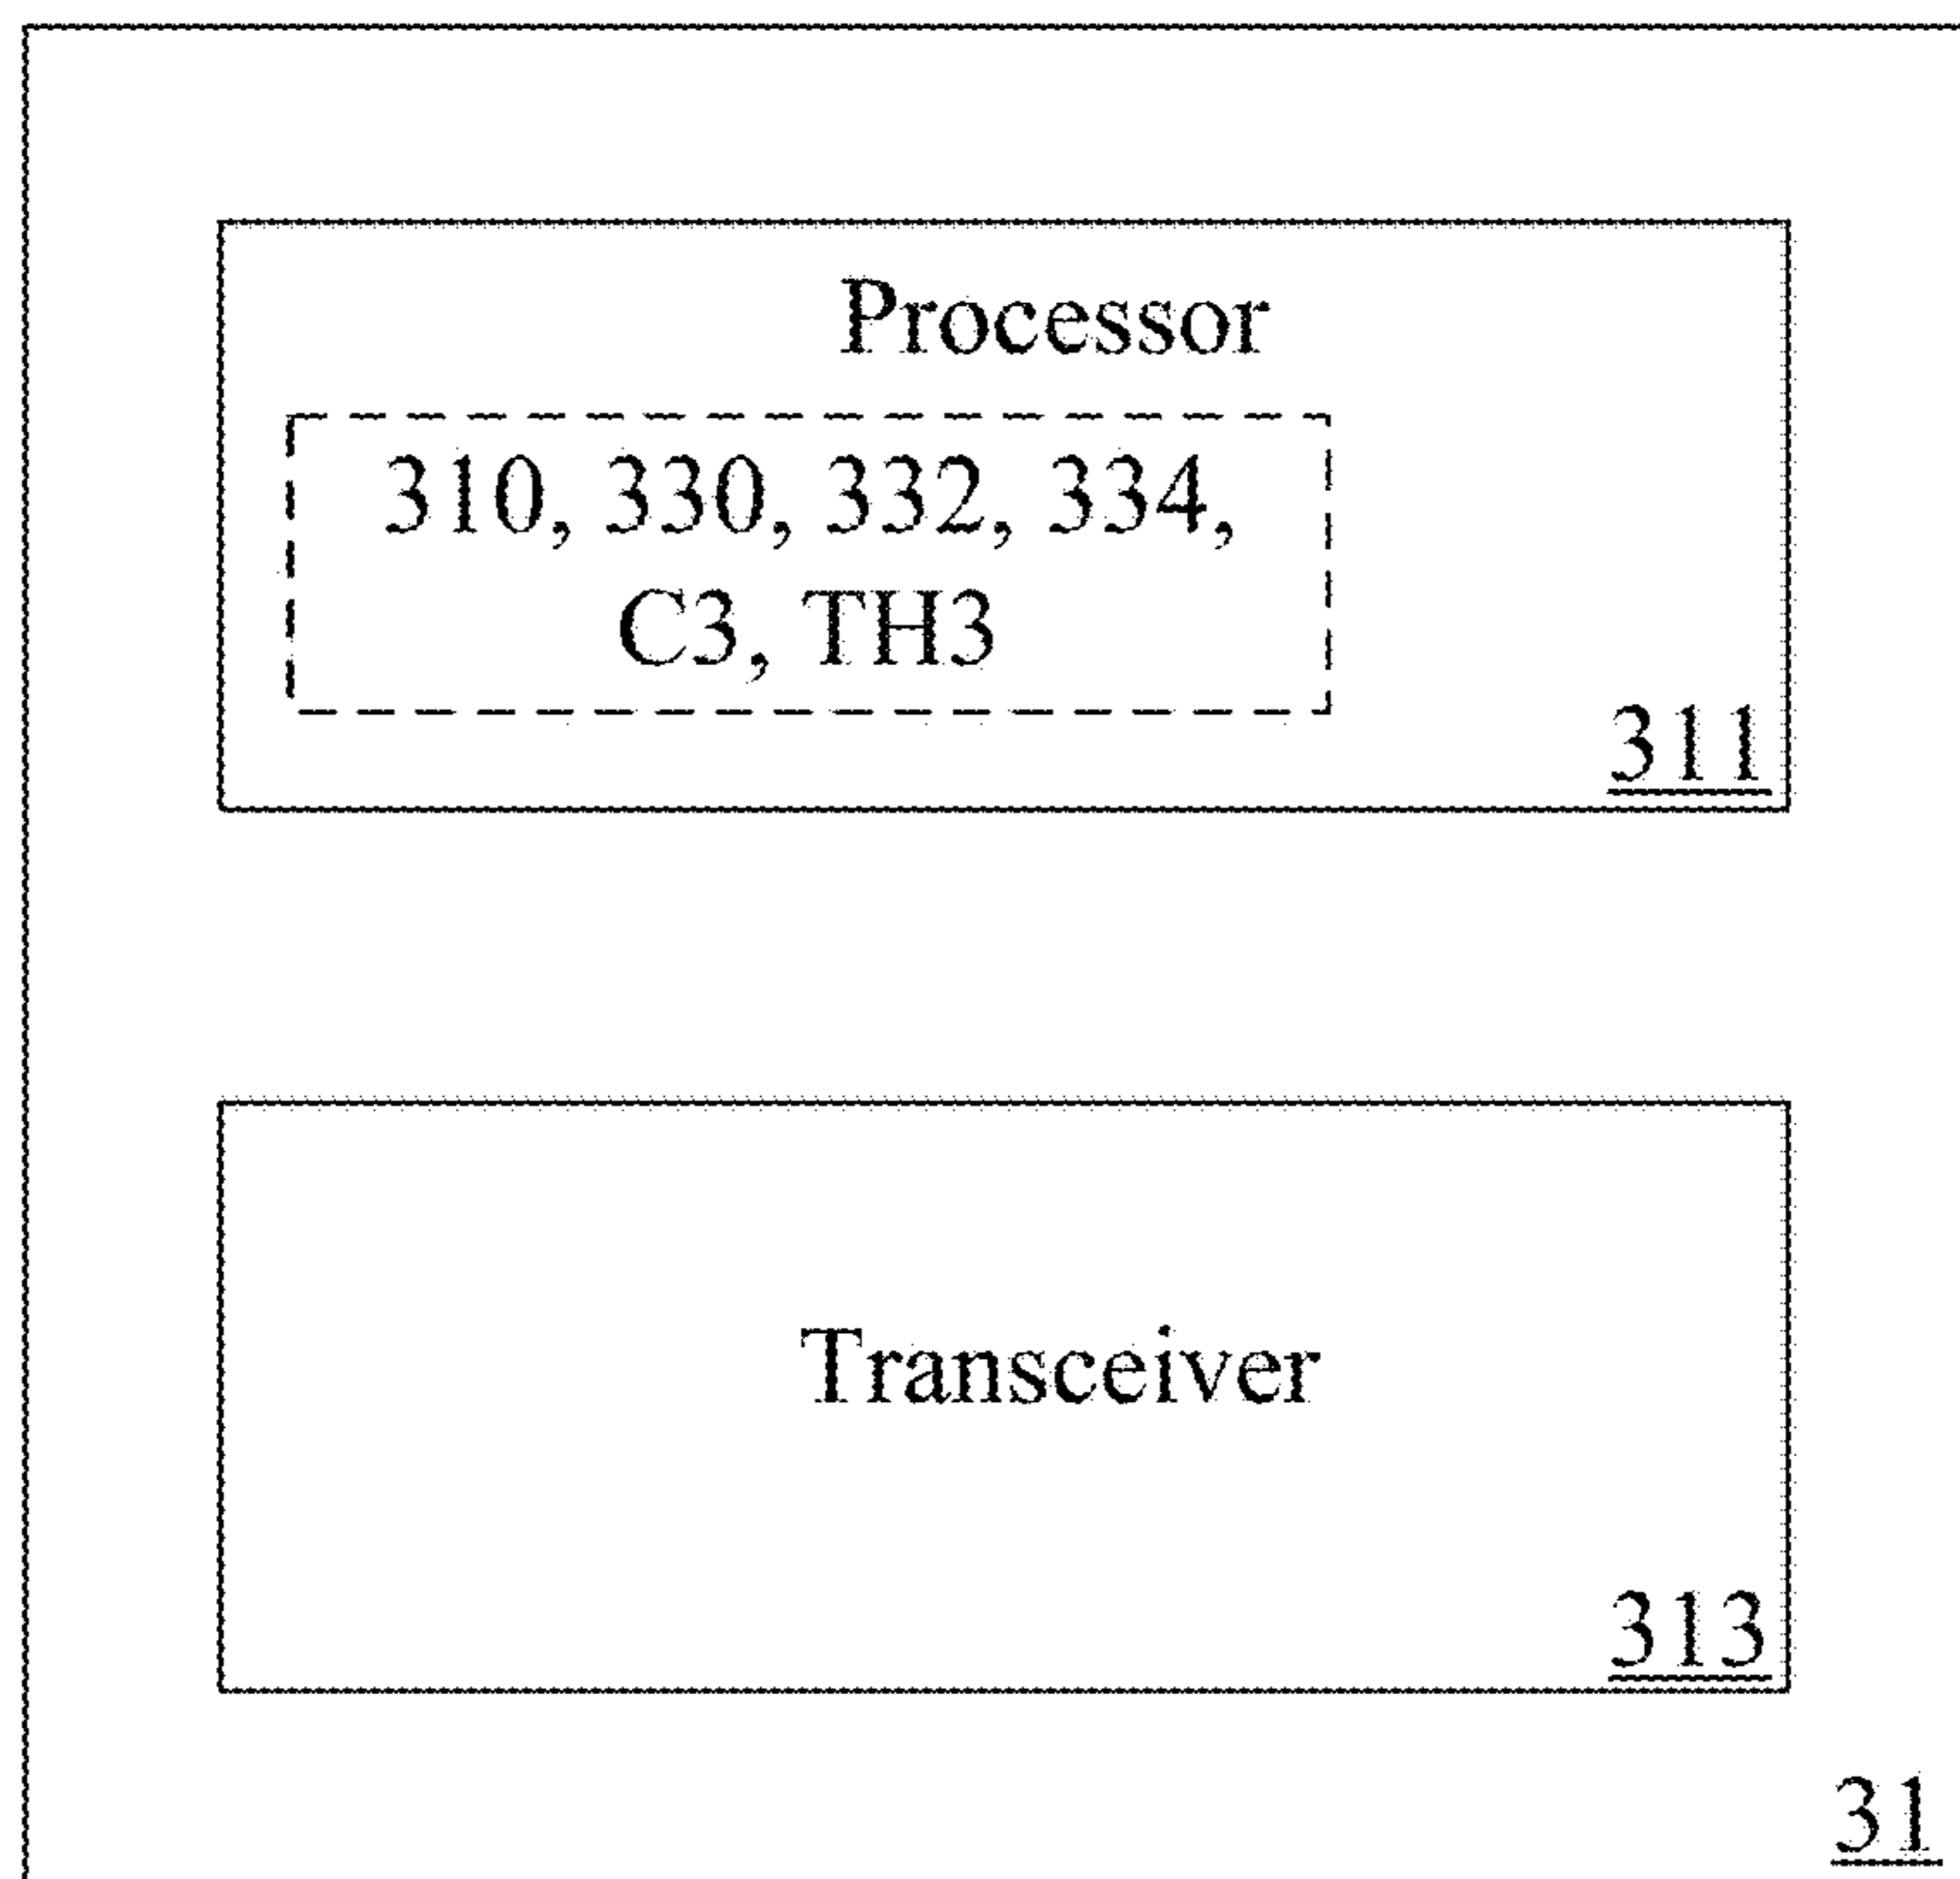 Processor
310, 330, 332, 334,
C3, TH3
311
Transceiver
313
31